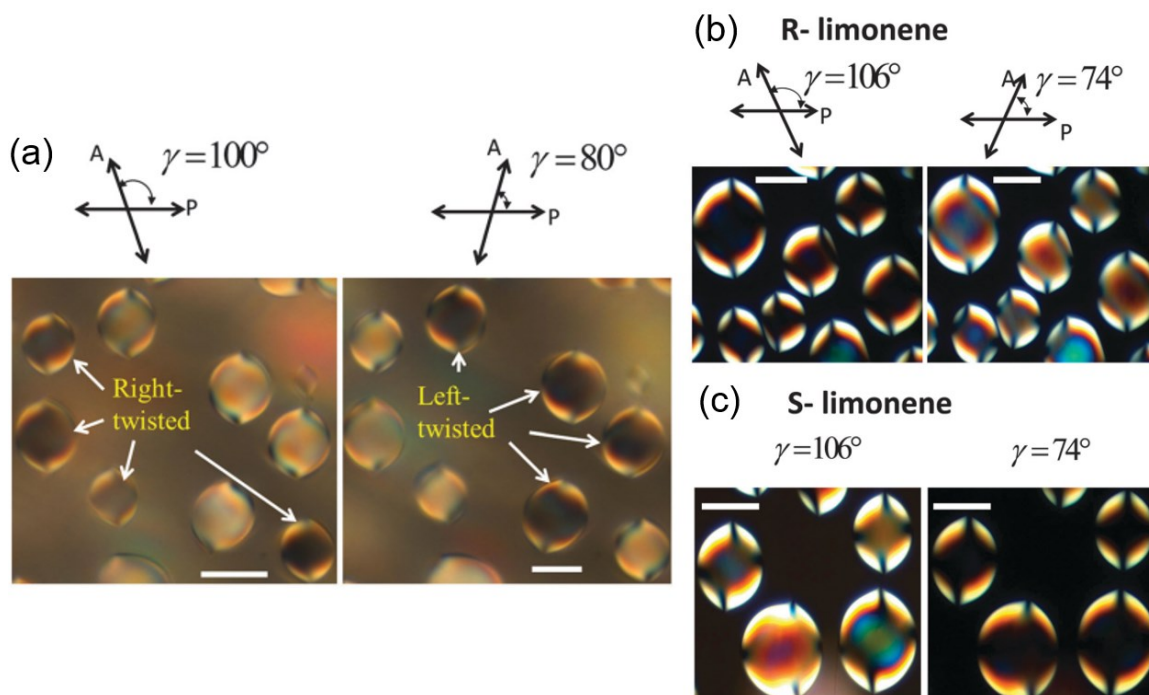 (a)
A
γ=100°
P
A
γ=80°
P
Right-
twisted
Left-
twisted
(b)
R- limonene
A
γ=106°
P
A
γ=74°
P
(c)
S- limonene
γ=106°
γ=74°